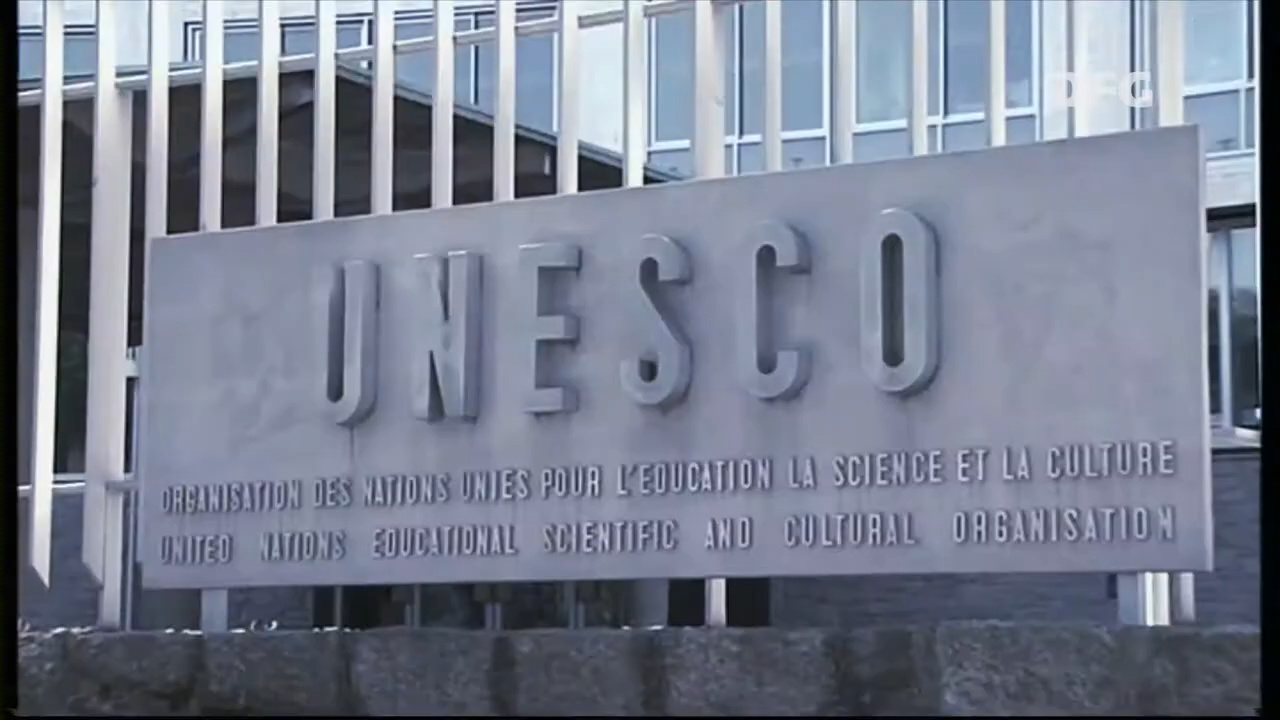 DFG
UNESCO
ORGANISATION DES NATIONS UNIES POUR L'EDUCATION LA SCIENCE ET LA CULTURE
UNITED NATIONS EDUCATIONAL SCIENTIFIC AND CULTURAL ORGANISATION